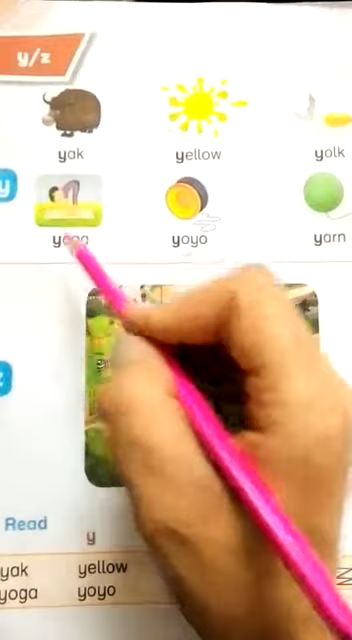 y/z
yak yellow yolk
y
yoga yoyo yarn
Read
y
yak yellow
yoga yoyo